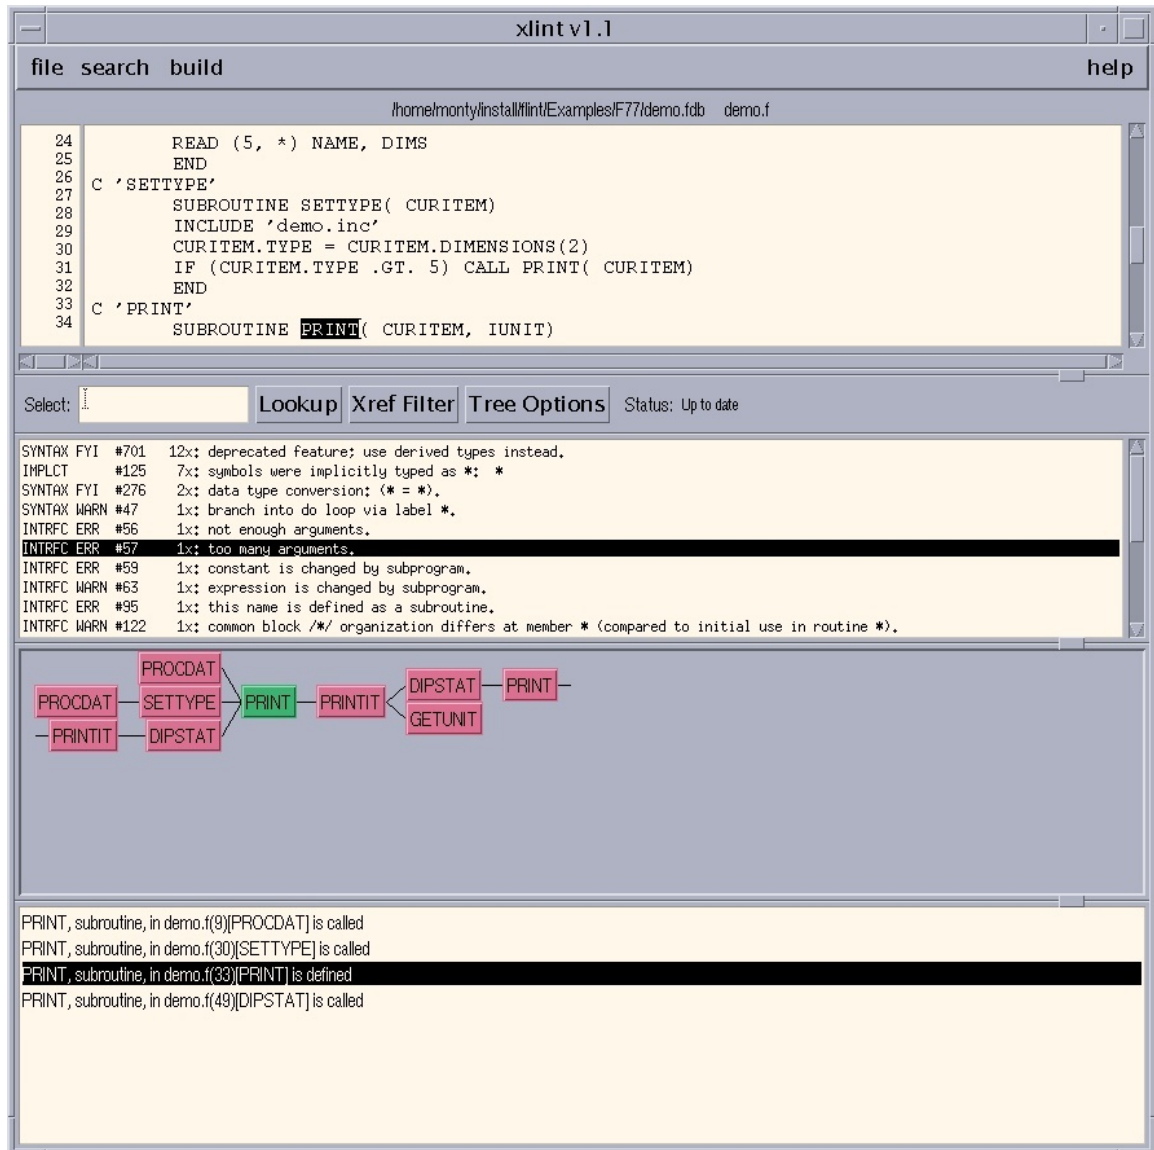 xlint v1.1
file search build help
/home/monty/install/flint/Examples/F77/demo.fdb demo.f
24 READ (5, *) NAME, DIMS
25 END
26 C 'SETTYPE'
27 SUBROUTINE SETTYPE( CURITEM)
28 INCLUDE 'demo.inc'
29 CURITEM.TYPE = CURITEM.DIMENSIONS(2)
30 IF (CURITEM.TYPE .GT. 5) CALL PRINT( CURITEM)
31 END
32 C 'PRINT'
33 SUBROUTINE PRINT( CURITEM, IUNIT)
34
Select: Lookup Xref Filter Tree Options Status: Up to date
SYNTAX FYI #701 12x: deprecated feature; use derived types instead.
IMPLCT #125 7x: symbols were implicitly typed as *: *
SYNTAX FYI #276 2x: data type conversion: (* = *).
SYNTAX WARN #47 1x: branch into do loop via label *.
INTRFC ERR #56 1x: not enough arguments.
INTRFC ERR #57 1x: too many arguments.
INTRFC ERR #59 1x: constant is changed by subprogram.
INTRFC WARN #63 1x: expression is changed by subprogram.
INTRFC ERR #95 1x: this name is defined as a subroutine.
INTRFC WARN #122 1x: common block /*/ organization differs at member * (compared to initial use in routine *).
PROCDAT
PROCDAT SETTYPE PRINT PRINTIT DIPSTAT PRINT
PRINTIT DIPSTAT GETUNIT
PRINT, subroutine, in demo.f(9)[PROCDAT] is called
PRINT, subroutine, in demo.f(30)[SETTYPE] is called
PRINT, subroutine, in demo.f(33)[PRINT] is defined
PRINT, subroutine, in demo.f(49)[DIPSTAT] is called